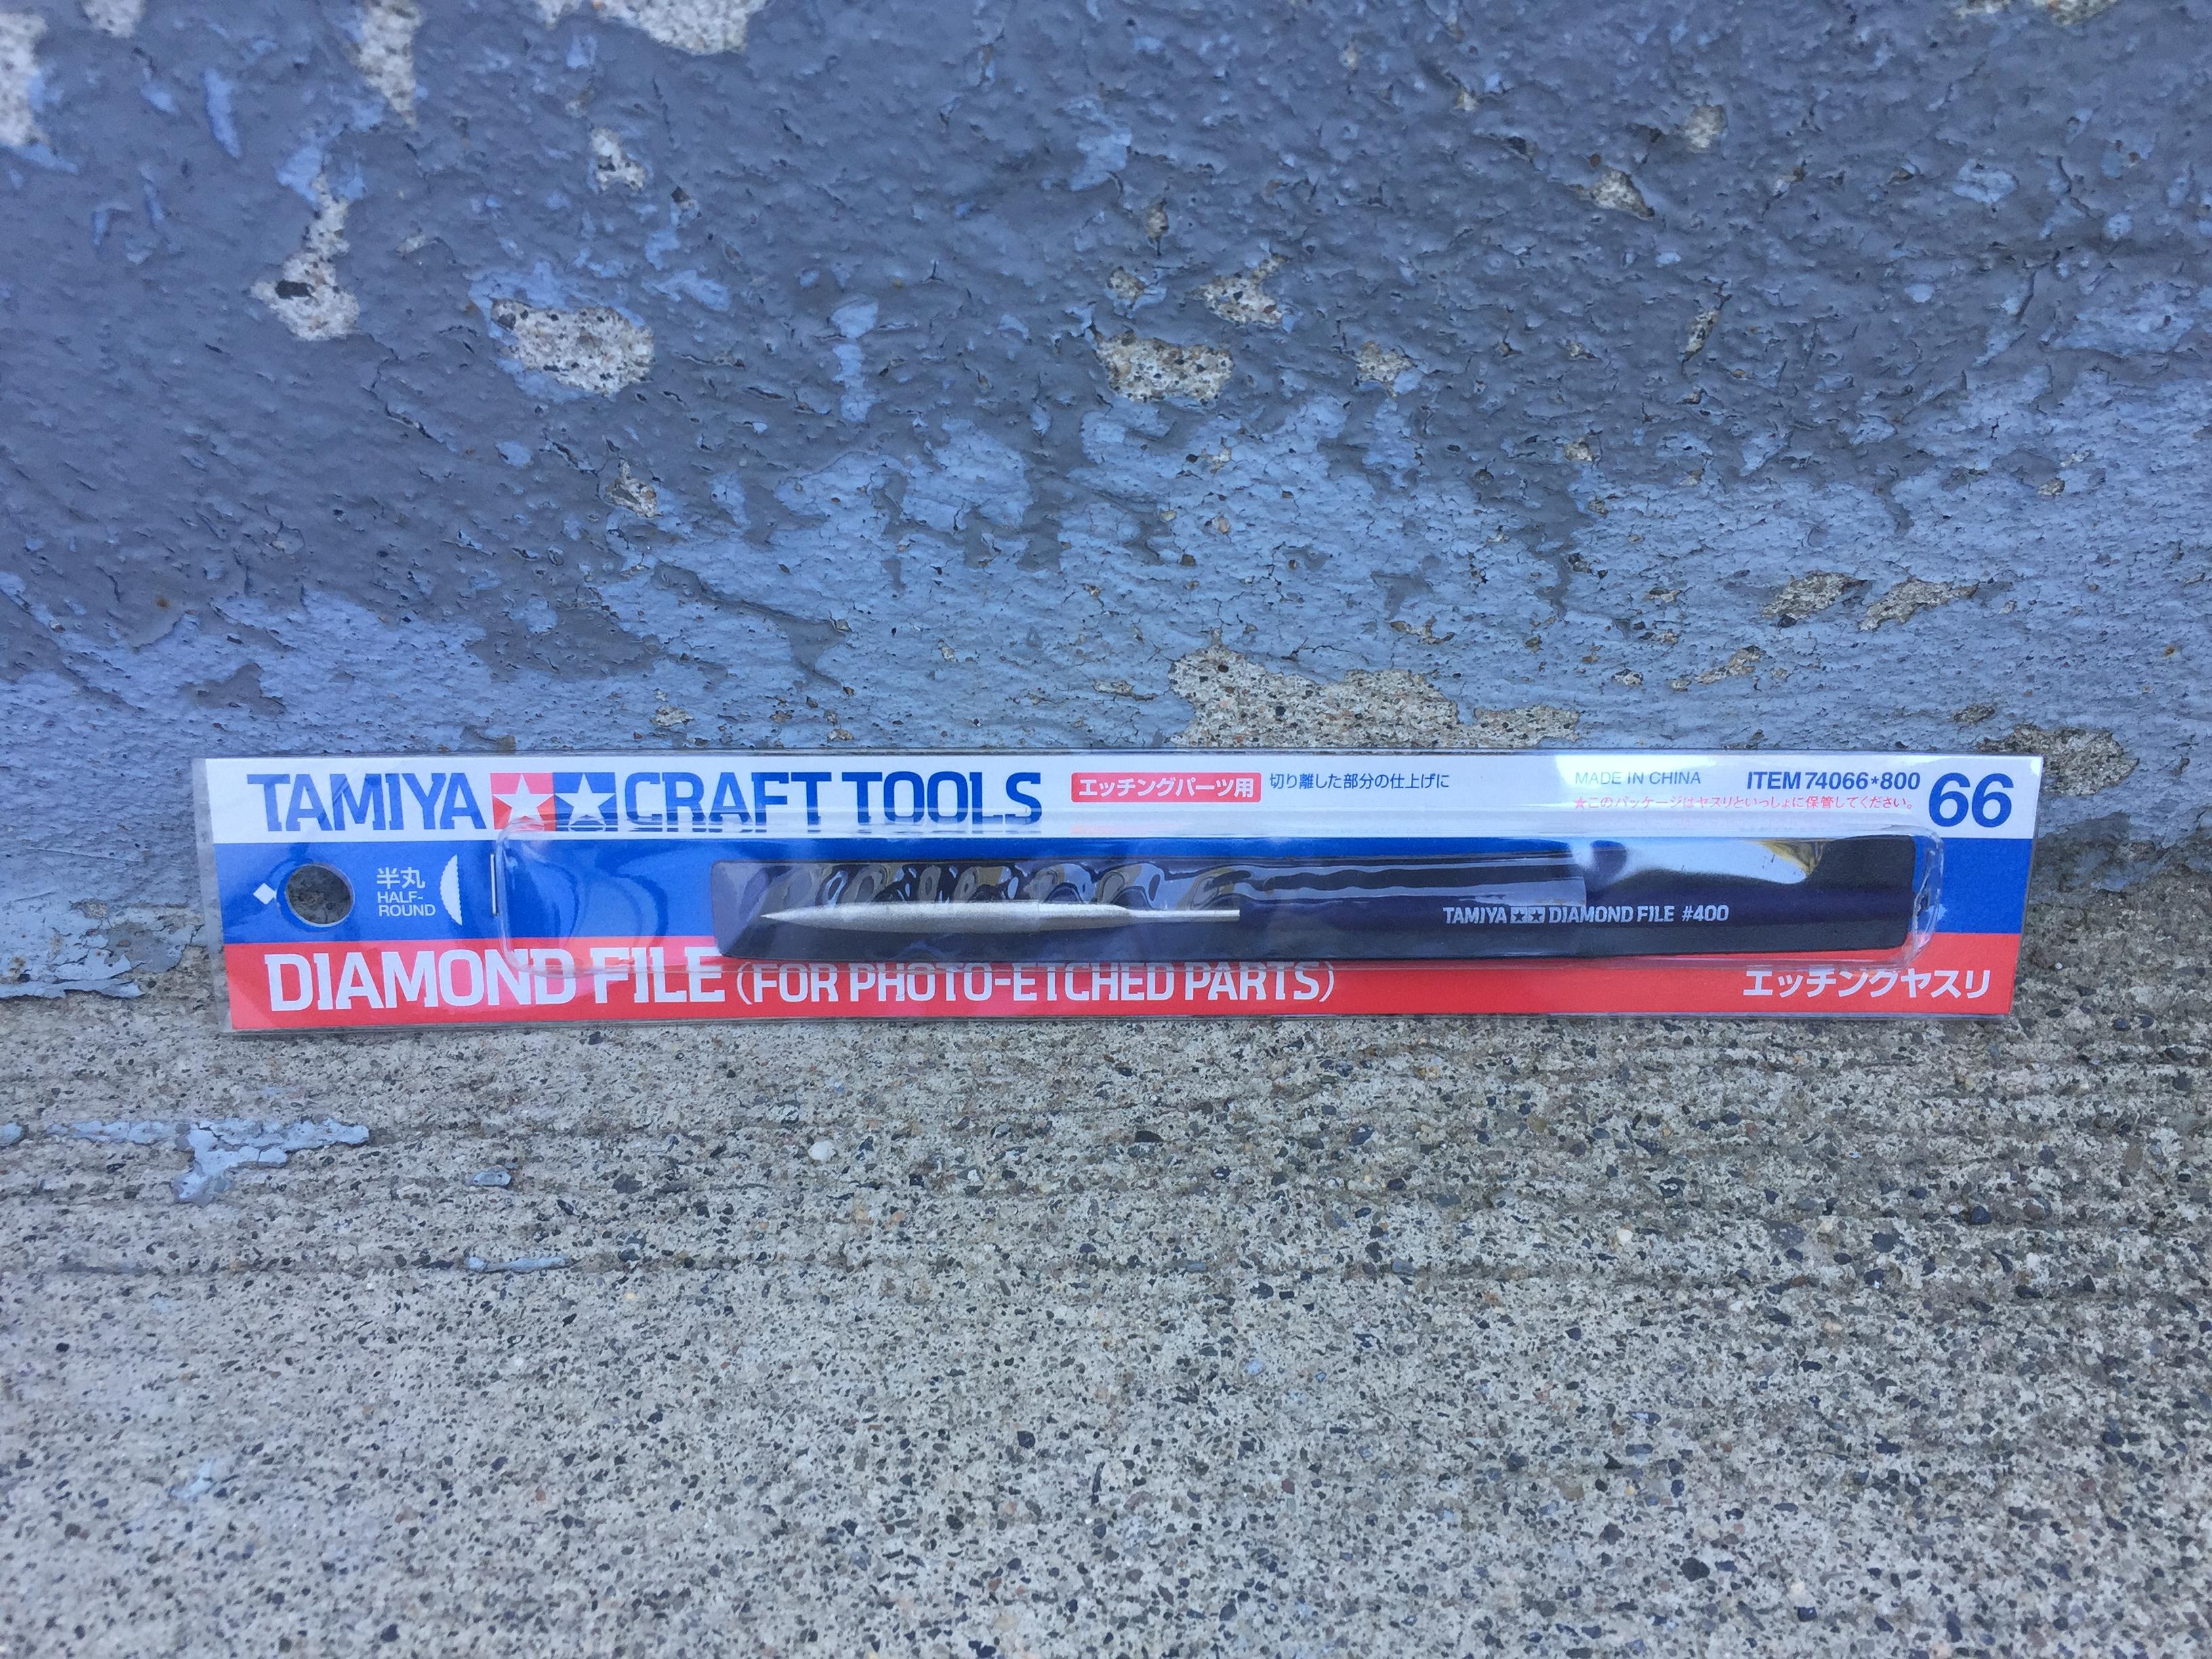 TAMIYA CRAFT TOOLS
エッチングパーツ用 切り離した部分の仕上げに
MADE IN CHINA ITEM 74066★800
★このパッケージはヤスリといっしょに保管してください。
66
半丸
HALF-
ROUND
TAMIYA DIAMOND FILE #400
DIAMOND FILE (FOR PHOTO-ETCHED PARTS)
エッチングヤスリ